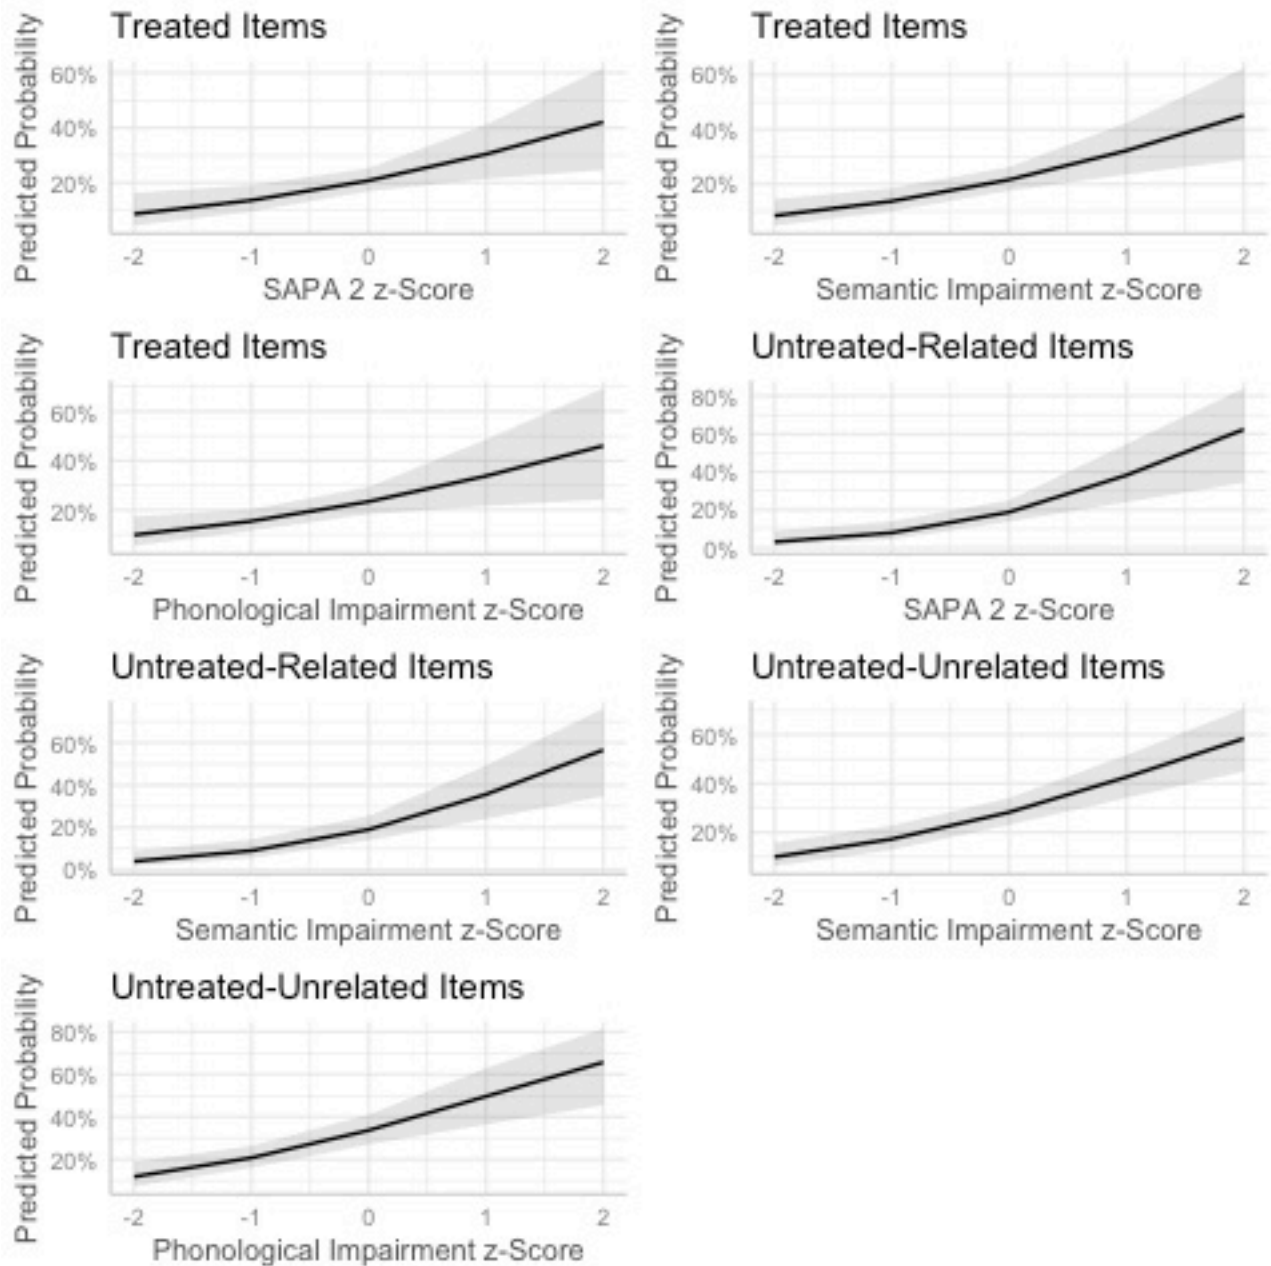 Treated Items
Predicted Probability
60%
40%
20%
-2 -1 0 1 2
SAPA 2 z-Score
Treated Items
Predicted Probability
60%
40%
20%
-2 -1 0 1 2
Semantic Impairment z-Score
Treated Items
Predicted Probability
60%
40%
20%
-2 -1 0 1 2
Phonological Impairment z-Score
Untreated-Related Items
Predicted Probability
80%
60%
40%
20%
0%
-2 -1 0 1 2
SAPA 2 z-Score
Untreated-Related Items
Predicted Probability
60%
40%
20%
0%
-2 -1 0 1 2
Semantic Impairment z-Score
Untreated-Unrelated Items
Predicted Probability
60%
40%
20%
-2 -1 0 1 2
Semantic Impairment z-Score
Untreated-Unrelated Items
Predicted Probability
80%
60%
40%
20%
-2 -1 0 1 2
Phonological Impairment z-Score